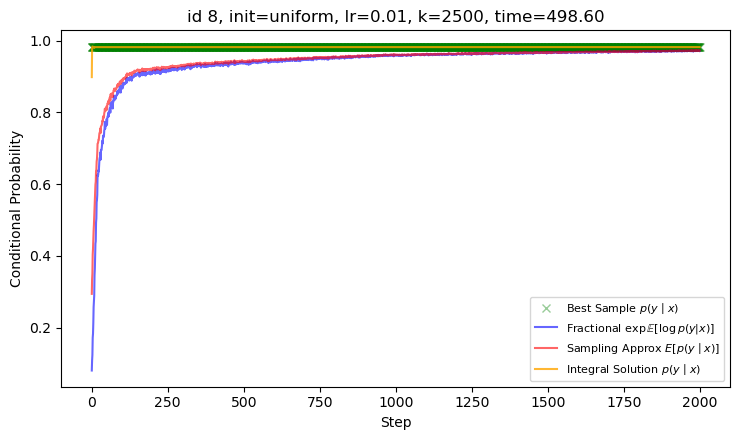 id 8, init=uniform, lr=0.01, k=2500, time=498.60
Conditional Probability
1.0
0.8
0.6
0.4
0.2
Best Sample p(y | x)
Fractional exp𝔼[log p(y|x)]
Sampling Approx E[p(y | x)]
Integral Solution p(y | x)
0 250 500 750 1000 1250 1500 1750 2000
Step